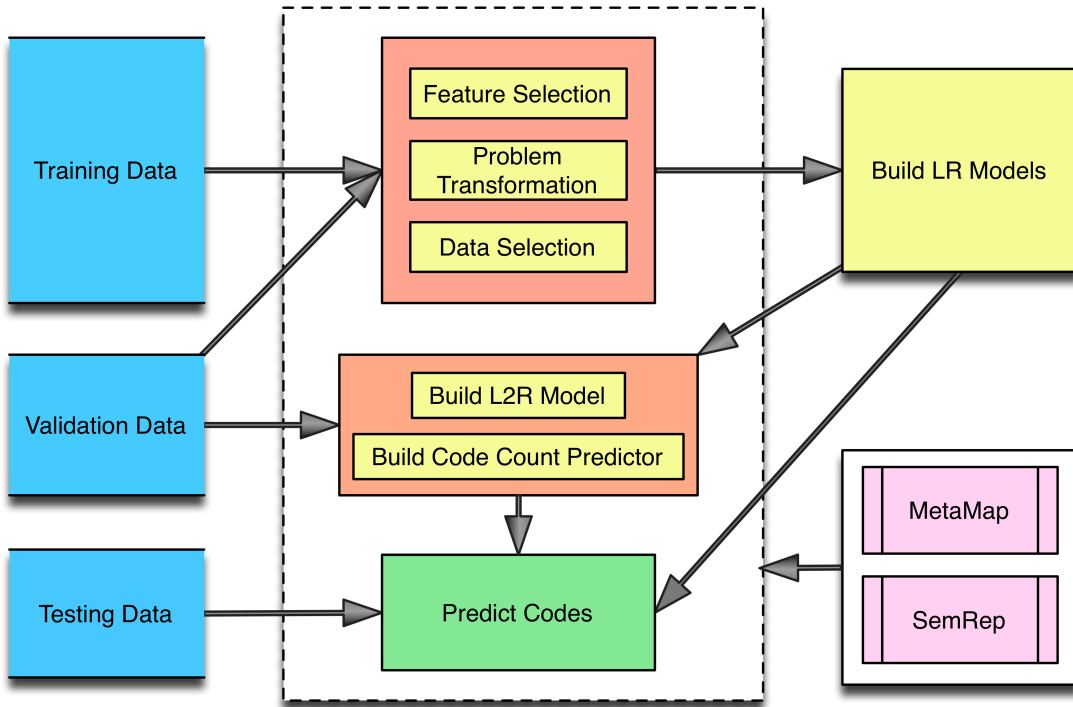 Training Data
Feature Selection
Problem
Transformation
Data Selection
Build LR Models
Validation Data
Build L2R Model
Build Code Count Predictor
MetaMap
SemRep
Testing Data
Predict Codes